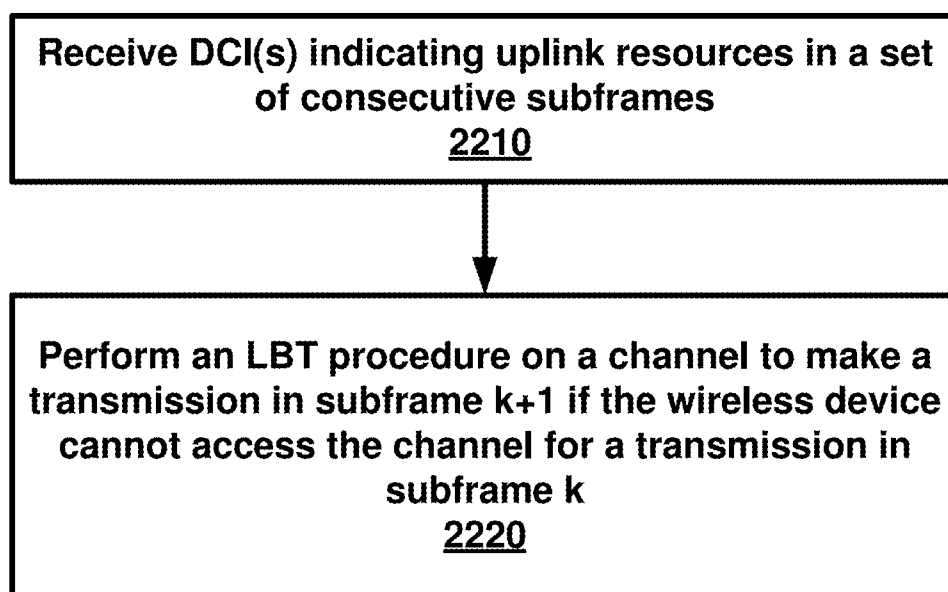 Receive DCI(s) indicating uplink resources in a set
of consecutive subframes
2210
Perform an LBT procedure on a channel to make a
transmission in subframe k+1 if the wireless device
cannot access the channel for a transmission in
subframe k
2220